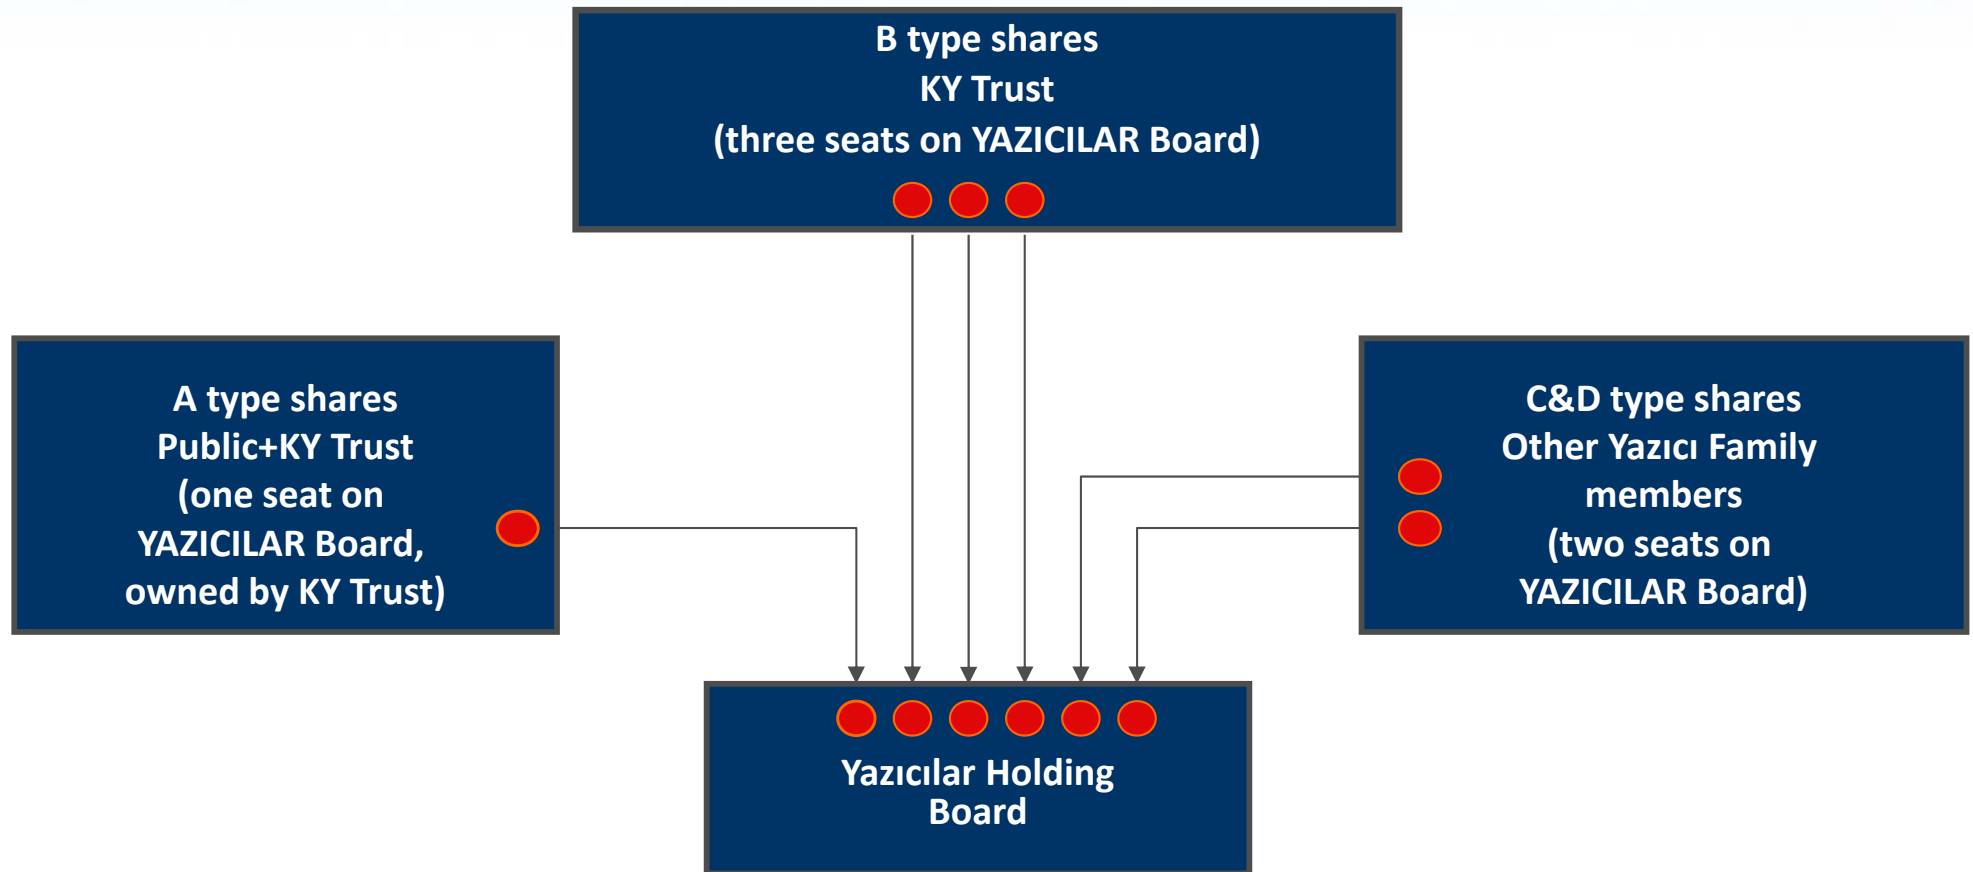 B type shares
KY Trust
(three seats on YAZICILAR Board)
A type shares
Public+KY Trust
(one seat on
YAZICILAR Board,
owned by KY Trust)
C&D type shares
Other Yazıcı Family
members
(two seats on
YAZICILAR Board)
Yazıcılar Holding
Board